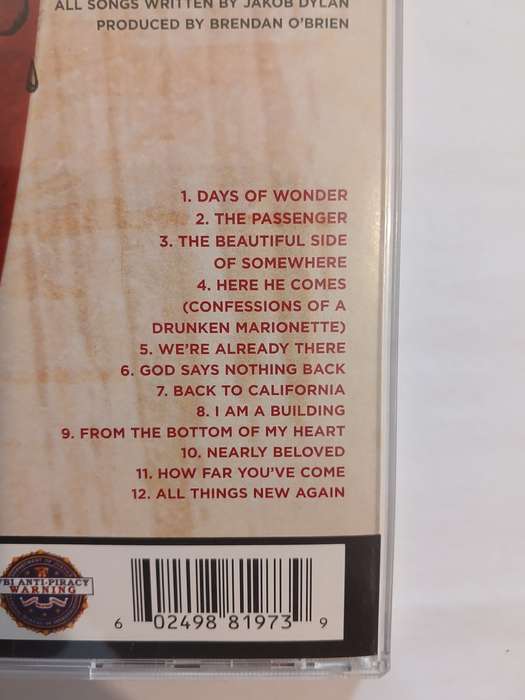 ALL SONGS WRITTEN BY JAKOB DYLAN
PRODUCED BY BRENDAN O'BRIEN
1. DAYS OF WONDER
2. THE PASSENGER
3. THE BEAUTIFUL SIDE
OF SOMEWHERE
4. HERE HE COMES
(CONFESSIONS OF A
DRUNKEN MARIONETTE)
5. WE'RE ALREADY THERE
6. GOD SAYS NOTHING BACK
7. BACK TO CALIFORNIA
8. I AM A BUILDING
9. FROM THE BOTTOM OF MY HEART
10. NEARLY BELOVED
11. HOW FAR YOU'VE COME
12. ALL THINGS NEW AGAIN
FBI ANTI-PIRACY
WARNING
6 02498 81973 9